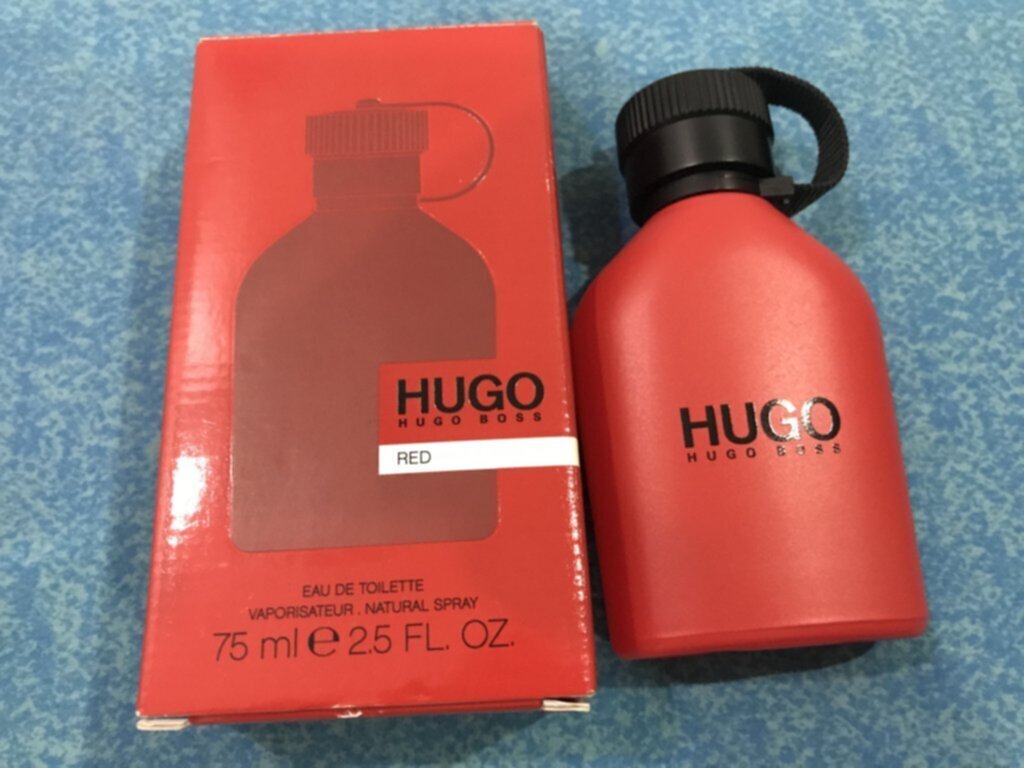 HUGO
HUGO BOSS
RED
EAU DE TOILETTE
VAPORISATEUR . NATURAL SPRAY
75 ml ℮ 2.5 FL. OZ.
HUGO
HUGO BOSS